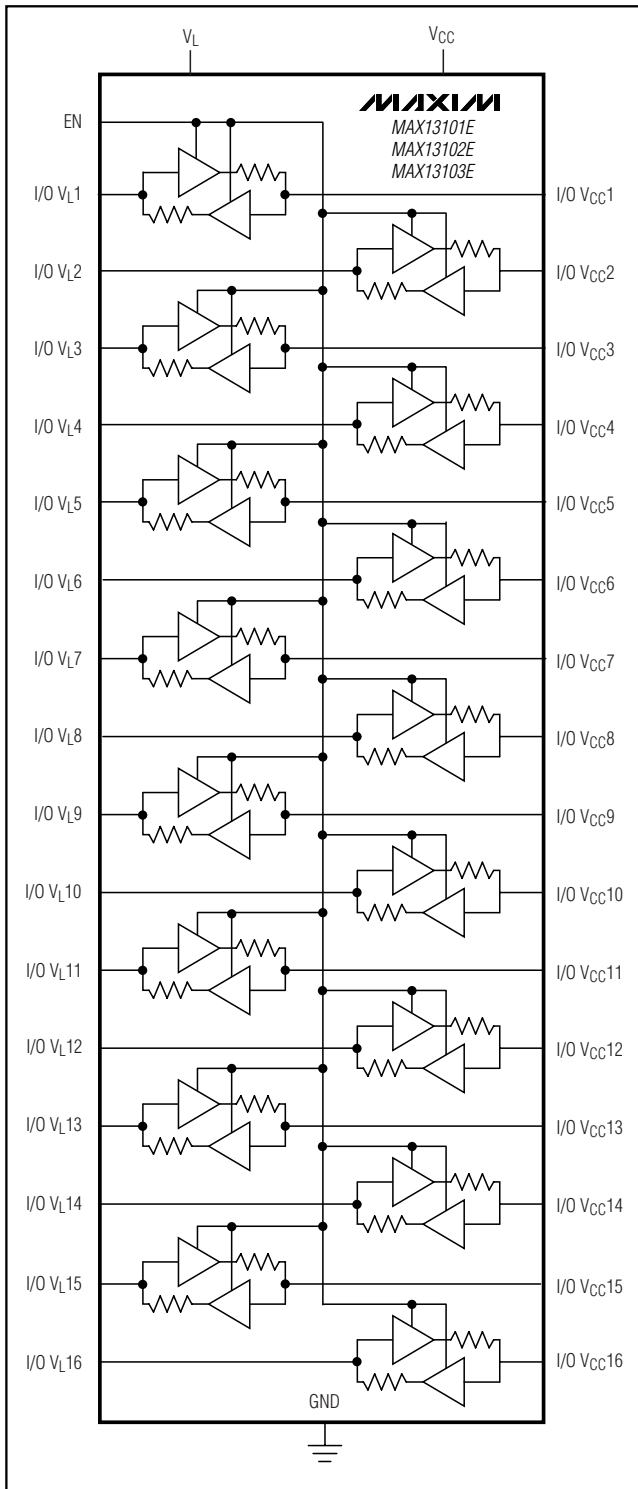 VL VCC
MAXIM
EN MAX13101E
MAX13102E
MAX13103E
I/O VL1 I/O VCC1
I/O VL2 I/O VCC2
I/O VL3 I/O VCC3
I/O VL4 I/O VCC4
I/O VL5 I/O VCC5
I/O VL6 I/O VCC6
I/O VL7 I/O VCC7
I/O VL8 I/O VCC8
I/O VL9 I/O VCC9
I/O VL10 I/O VCC10
I/O VL11 I/O VCC11
I/O VL12 I/O VCC12
I/O VL13 I/O VCC13
I/O VL14 I/O VCC14
I/O VL15 I/O VCC15
I/O VL16 I/O VCC16
GND